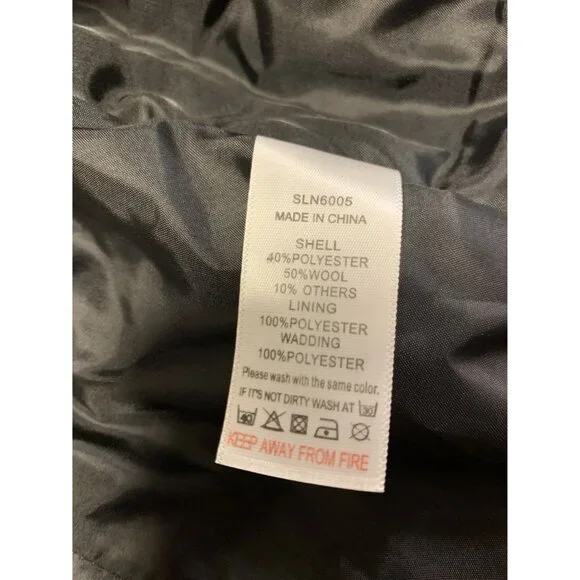 SLN6005
MADE IN CHINA
SHELL
40%POLYESTER
50%WOOL
10% OTHERS
LINING
100%POLYESTER
WADDING
100%POLYESTER
Please wash with the same color.
IF IT'S NOT DIRTY WASH AT 30
40
KEEP AWAY FROM FIRE